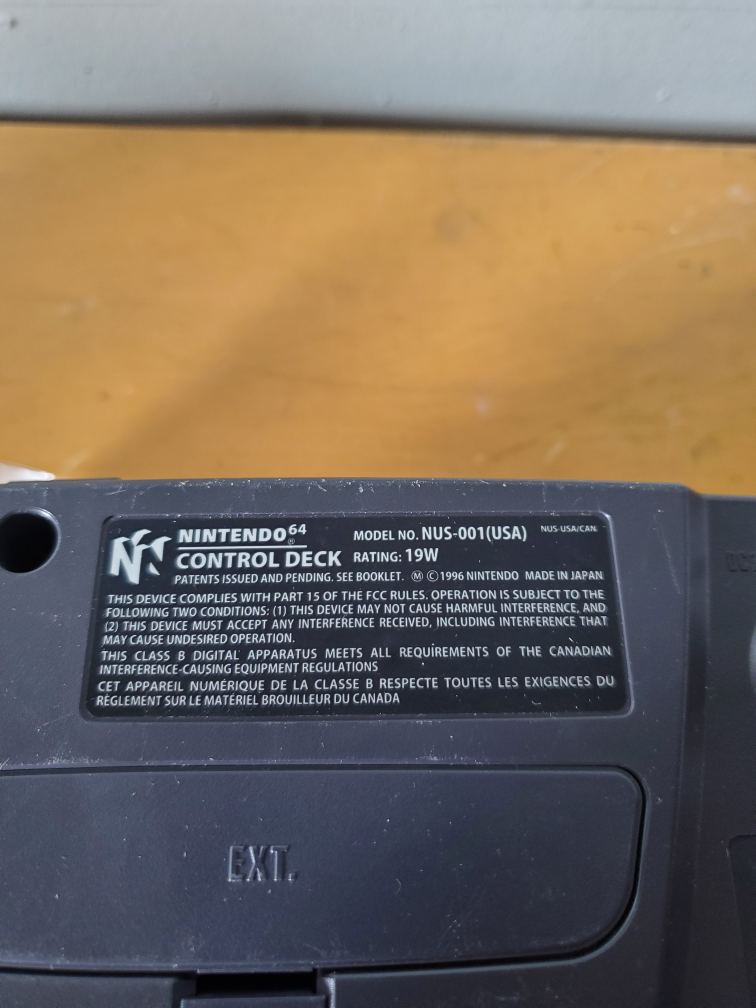 NINTENDO64® MODEL NO. NUS-001(USA) NUS-USA/CAN
CONTROL DECK RATING: 19W
PATENTS ISSUED AND PENDING. SEE BOOKLET. Ⓜ ©1996 NINTENDO MADE IN JAPAN
THIS DEVICE COMPLIES WITH PART 15 OF THE FCC RULES. OPERATION IS SUBJECT TO THE
FOLLOWING TWO CONDITIONS: (1) THIS DEVICE MAY NOT CAUSE HARMFUL INTERFERENCE, AND
(2) THIS DEVICE MUST ACCEPT ANY INTERFERENCE RECEIVED, INCLUDING INTERFERENCE THAT
MAY CAUSE UNDESIRED OPERATION.
THIS CLASS B DIGITAL APPARATUS MEETS ALL REQUIREMENTS OF THE CANADIAN
INTERFERENCE-CAUSING EQUIPMENT REGULATIONS
CET APPAREIL NUMÉRIQUE DE LA CLASSE B RESPECTE TOUTES LES EXIGENCES DU
RÈGLEMENT SUR LE MATÉRIEL BROUILLEUR DU CANADA
EXT.